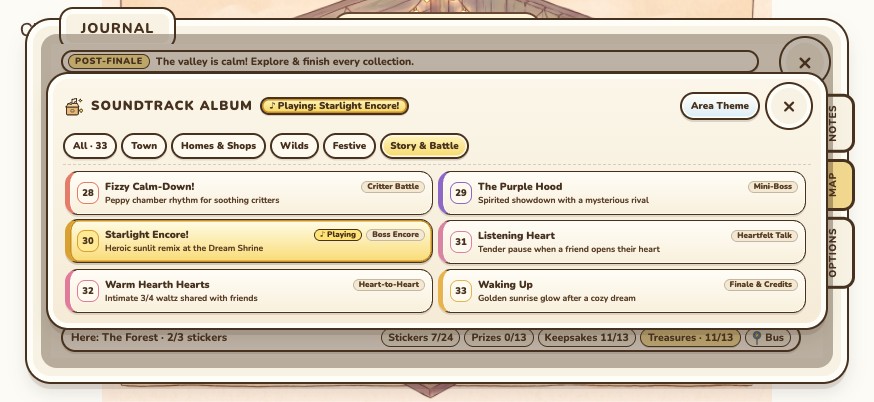 JOURNAL
POST-FINALE The valley is calm! Explore & finish every collection.
SOUNDTRACK ALBUM ♪ Playing: Starlight Encore! Area Theme
All · 33 Town Homes & Shops Wilds Festive Story & Battle
28 Fizzy Calm-Down! Critter Battle
Peppy chamber rhythm for soothing critters
29 The Purple Hood Mini-Boss
Spirited showdown with a mysterious rival
30 Starlight Encore! ♪ Playing Boss Encore
Heroic sunlit remix at the Dream Shrine
31 Listening Heart Heartfelt Talk
Tender pause when a friend opens their heart
32 Warm Hearth Hearts Heart-to-Heart
Intimate 3/4 waltz shared with friends
33 Waking Up Finale & Credits
Golden sunrise glow after a cozy dream
Here: The Forest · 2/3 stickers Stickers 7/24 Prizes 0/13 Keepsakes 11/13 Treasures · 11/13 Bus
NOTES
MAP
OPTIONS